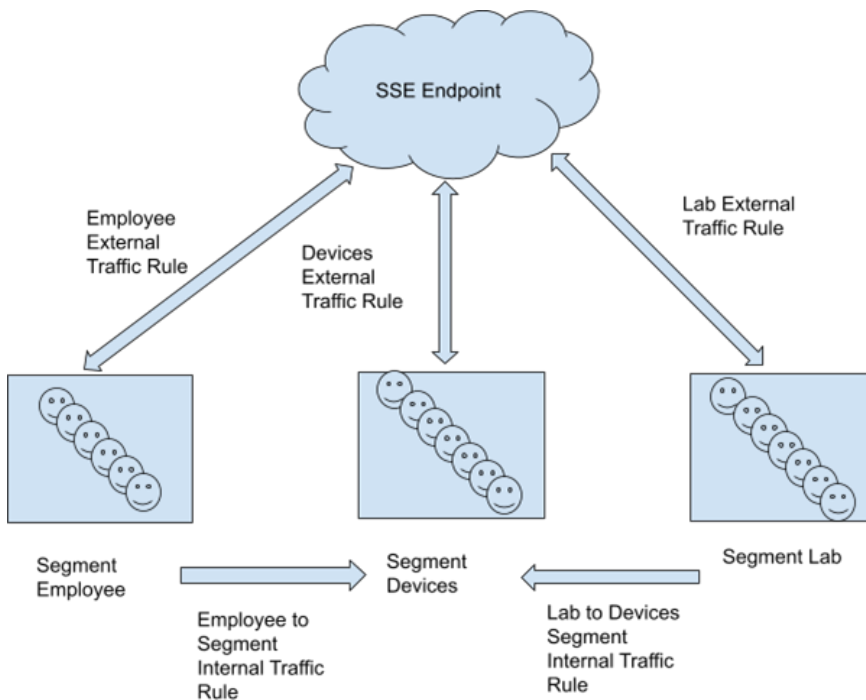 SSE Endpoint
Employee
External
Traffic Rule
Devices
External
Traffic Rule
Lab External
Traffic Rule
Segment
Employee
Segment
Devices
Segment Lab
Employee to
Segment
Internal Traffic
Rule
Lab to Devices
Segment
Internal Traffic
Rule